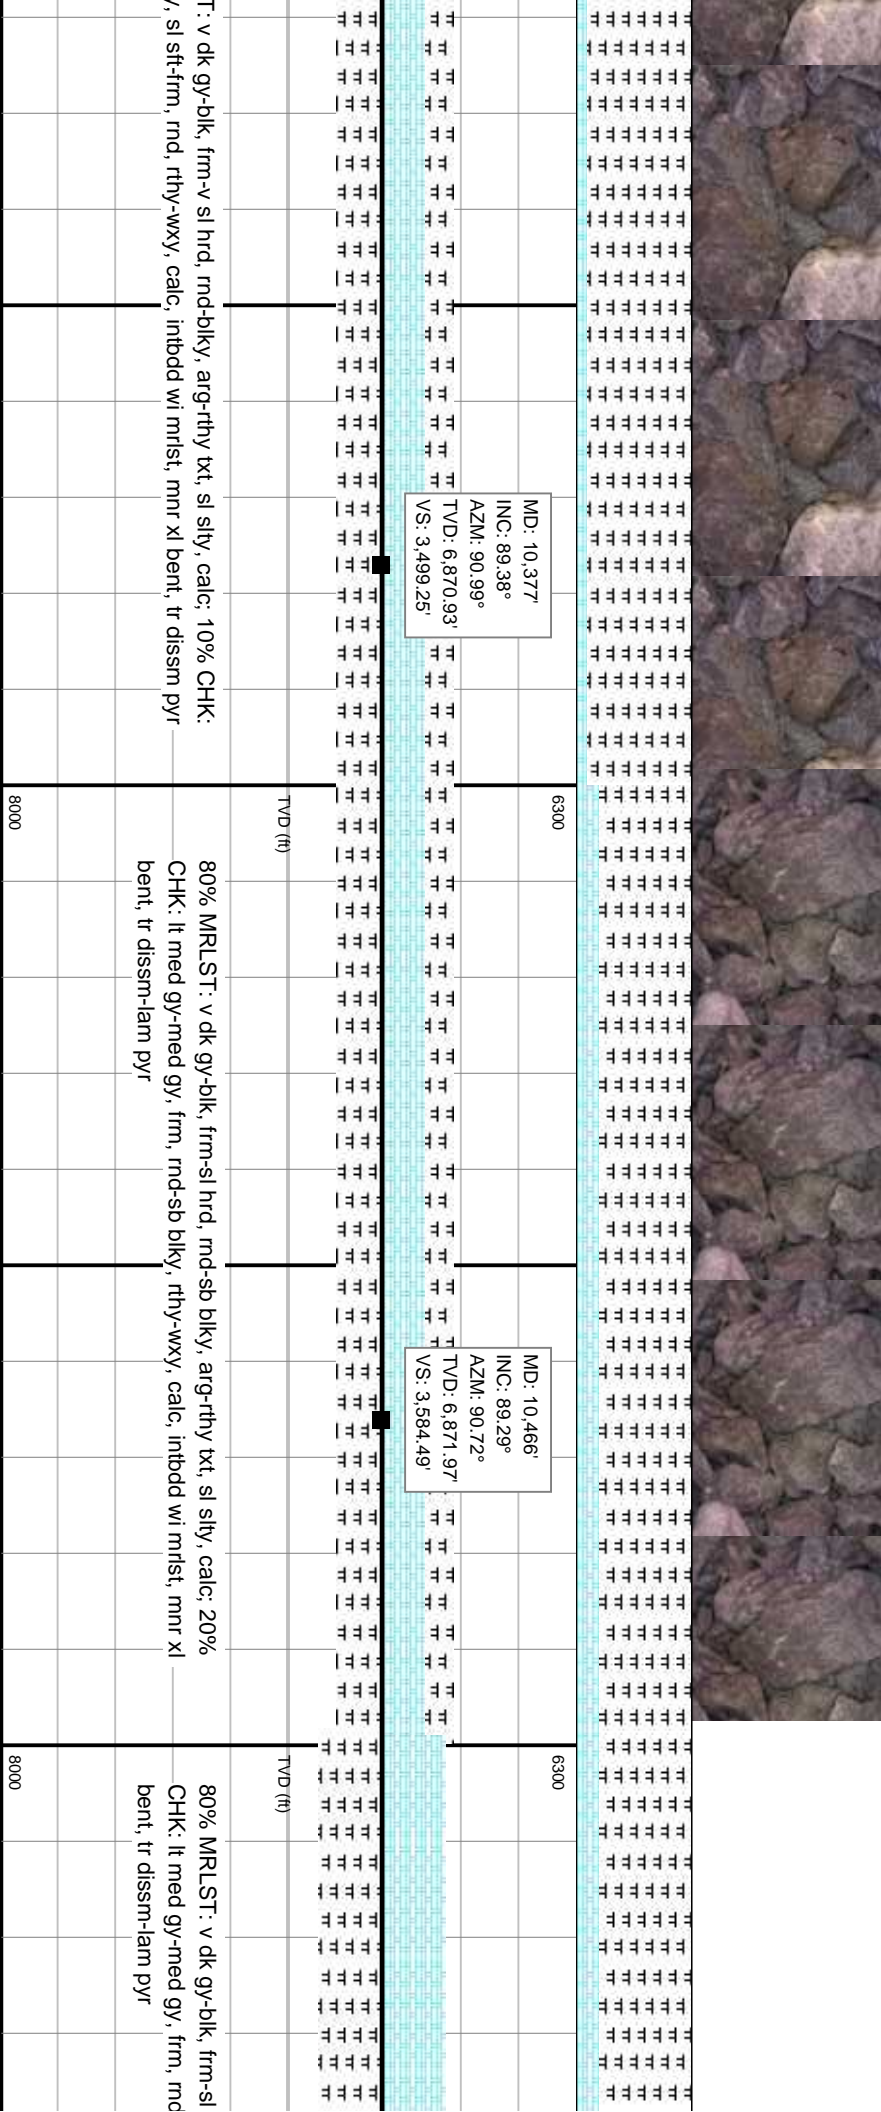 T: v dk gy-blk, frm-v sl hrd, rnd-blky, arg-rthy txt, sl slty, calc; 10% CHK:
, sl sft-frm, rnd, rthy-wxy, calc, intbdd wi mrlst, mnr xl bent, tr dissm pyr
MD: 10,377'
INC: 89.38°
AZM: 90.99°
TVD: 6,870.93'
VS: 3,499.25'
6300
TVD (ft)
8000
80% MRLST: v dk gy-blk, frm-sl hrd, rnd-sb blky, arg-rthy txt, sl slty, calc; 20%
CHK: lt med gy-med gy, frm, rnd-sb blky, rthy-wxy, calc, intbdd wi mrlst, mnr xl
bent, tr dissm-lam pyr
MD: 10,466'
INC: 89.29°
AZM: 90.72°
TVD: 6,871.97'
VS: 3,584.49'
6300
TVD (ft)
8000
80% MRLST: v dk gy-blk, frm-sl
CHK: lt med gy-med gy, frm, rnd
bent, tr dissm-lam pyr